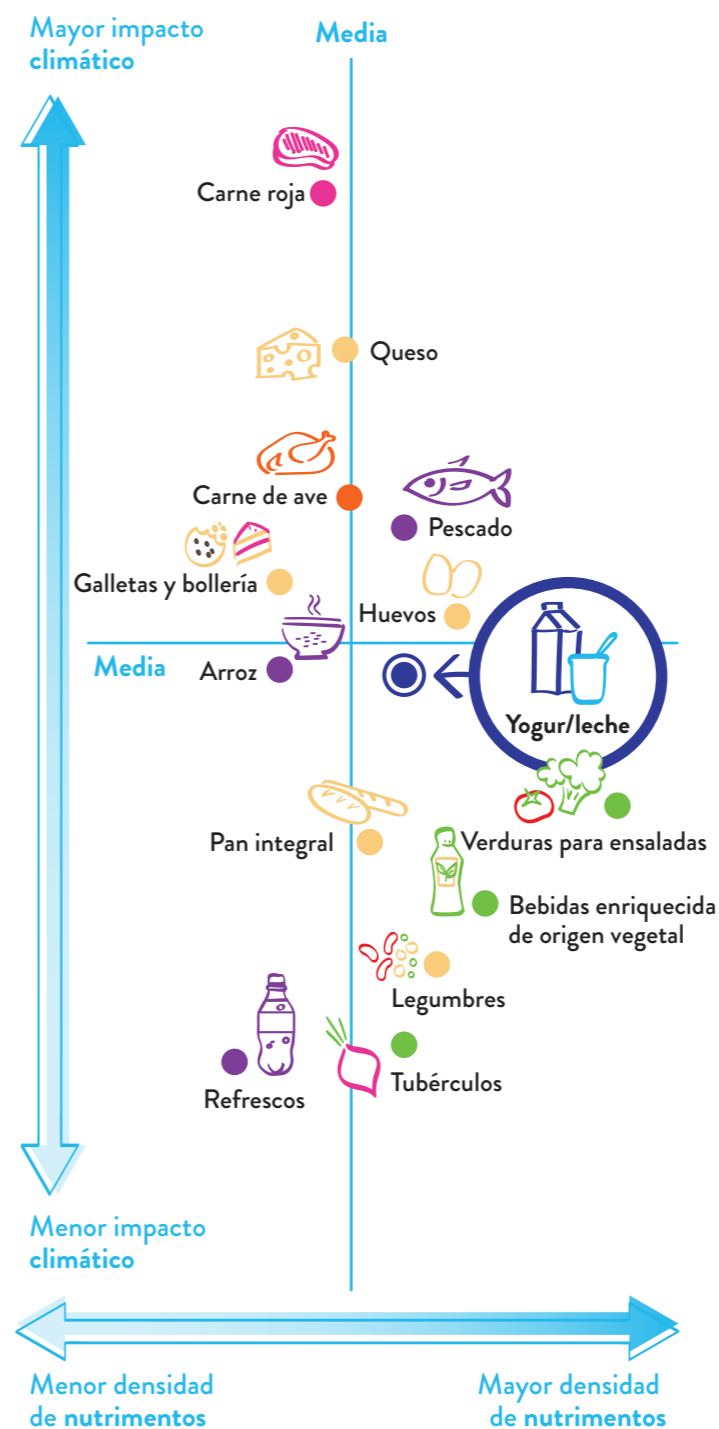 Mayor impacto
climático
Media
Carne roja
Queso
Carne de ave
Pescado
Galletas y bollería
Huevos
Media
Arroz
Yogur/leche
Pan integral
Verduras para ensaladas
Bebidas enriquecida
de origen vegetal
Legumbres
Tubérculos
Refrescos
Menor impacto
climático
Menor densidad
de nutrimentos
Mayor densidad
de nutrimentos